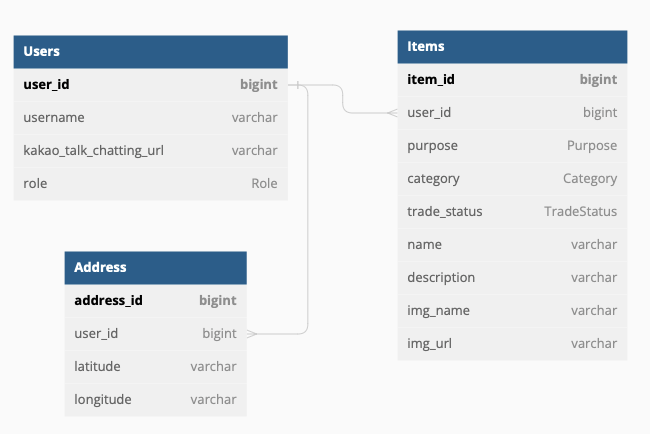 Users
user_id bigint
username varchar
kakao_talk_chatting_url varchar
role Role
Items
item_id bigint
user_id bigint
purpose Purpose
category Category
trade_status TradeStatus
name varchar
description varchar
img_name varchar
img_url varchar
Address
address_id bigint
user_id bigint
latitude varchar
longitude varchar